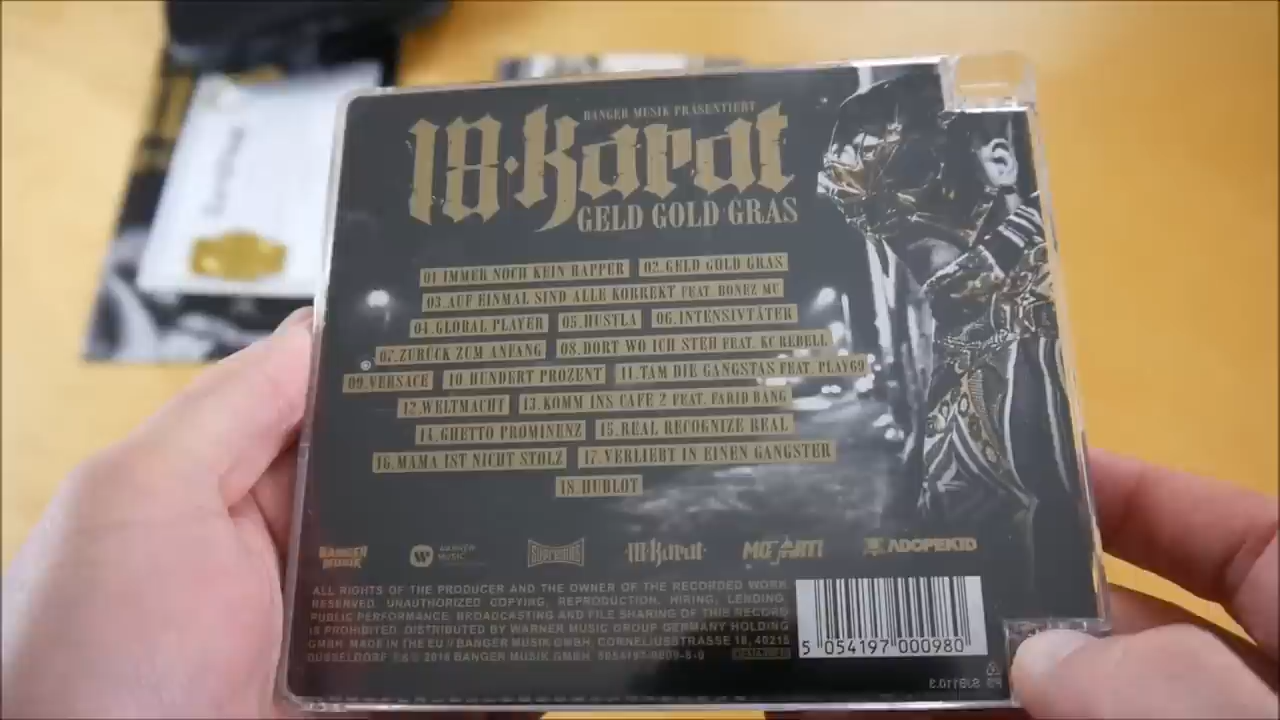 BANGER MUSIK PRÄSENTIERT
18·Karat
GELD GOLD GRAS
01 IMMER NOCH KEIN RAPPER 02.GELD GOLD GRAS
03.AUF EINMAL SIND ALLE KORREKT FEAT. BONEZ MC
04.GLOBAL PLAYER 05.HUSTLA 06.INTENSIVTÄTER
07.ZURÜCK ZUM ANFANG 08.DORT WO ICH STEH FEAT. KC REBELL
09.VERSACE 10 HUNDERT PROZENT 11.TAM DIE GANGSTAS FEAT. PLAY69
12.WELTMACHT 13.KOMM INS CAFE 2 FEAT. FARID BANG
14.GHETTO PROMINENZ 15.REAL RECOGNIZE REAL
16.MAMA IST NICHT STOLZ 17.VERLIEBT IN EINEN GANGSTER
18.HUBLOT
BANGER MUSIK WARNER MUSIC SUPREMOS 18·Karat ADOPEKID
ALL RIGHTS OF THE PRODUCER AND THE OWNER OF THE RECORDED WORK
RESERVED. UNAUTHORIZED COPYING, REPRODUCTION, HIRING, LENDING,
PUBLIC PERFORMANCE, BROADCASTING AND FILE SHARING OF THIS RECORD
IS PROHIBITED. DISTRIBUTED BY WARNER MUSIC GROUP GERMANY HOLDING
GMBH. MADE IN THE EU // BANGER MUSIK GMBH, CORNELIUSSTRASSE 18, 40215
DÜSSELDORF BANGER MUSIK GMBH.
5 054197 000980